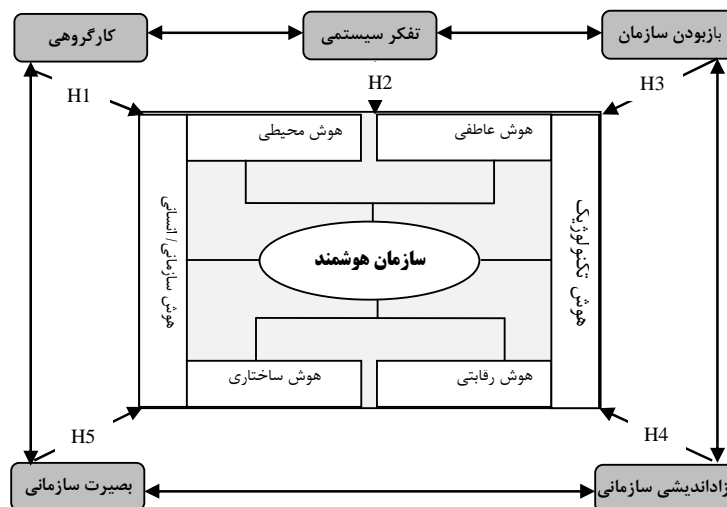 بازبودن سازمان
تفکر سیستمی
کارگروهی
H3
H2
H1
هوش عاطفی
هوش محیطی
هوش تکنولوژیک
سازمان هوشمند
هوش سازمانی/ انسانی
هوش رقابتی
هوش ساختاری
H4
H5
زاداندیشی سازمانی
بصیرت سازمانی